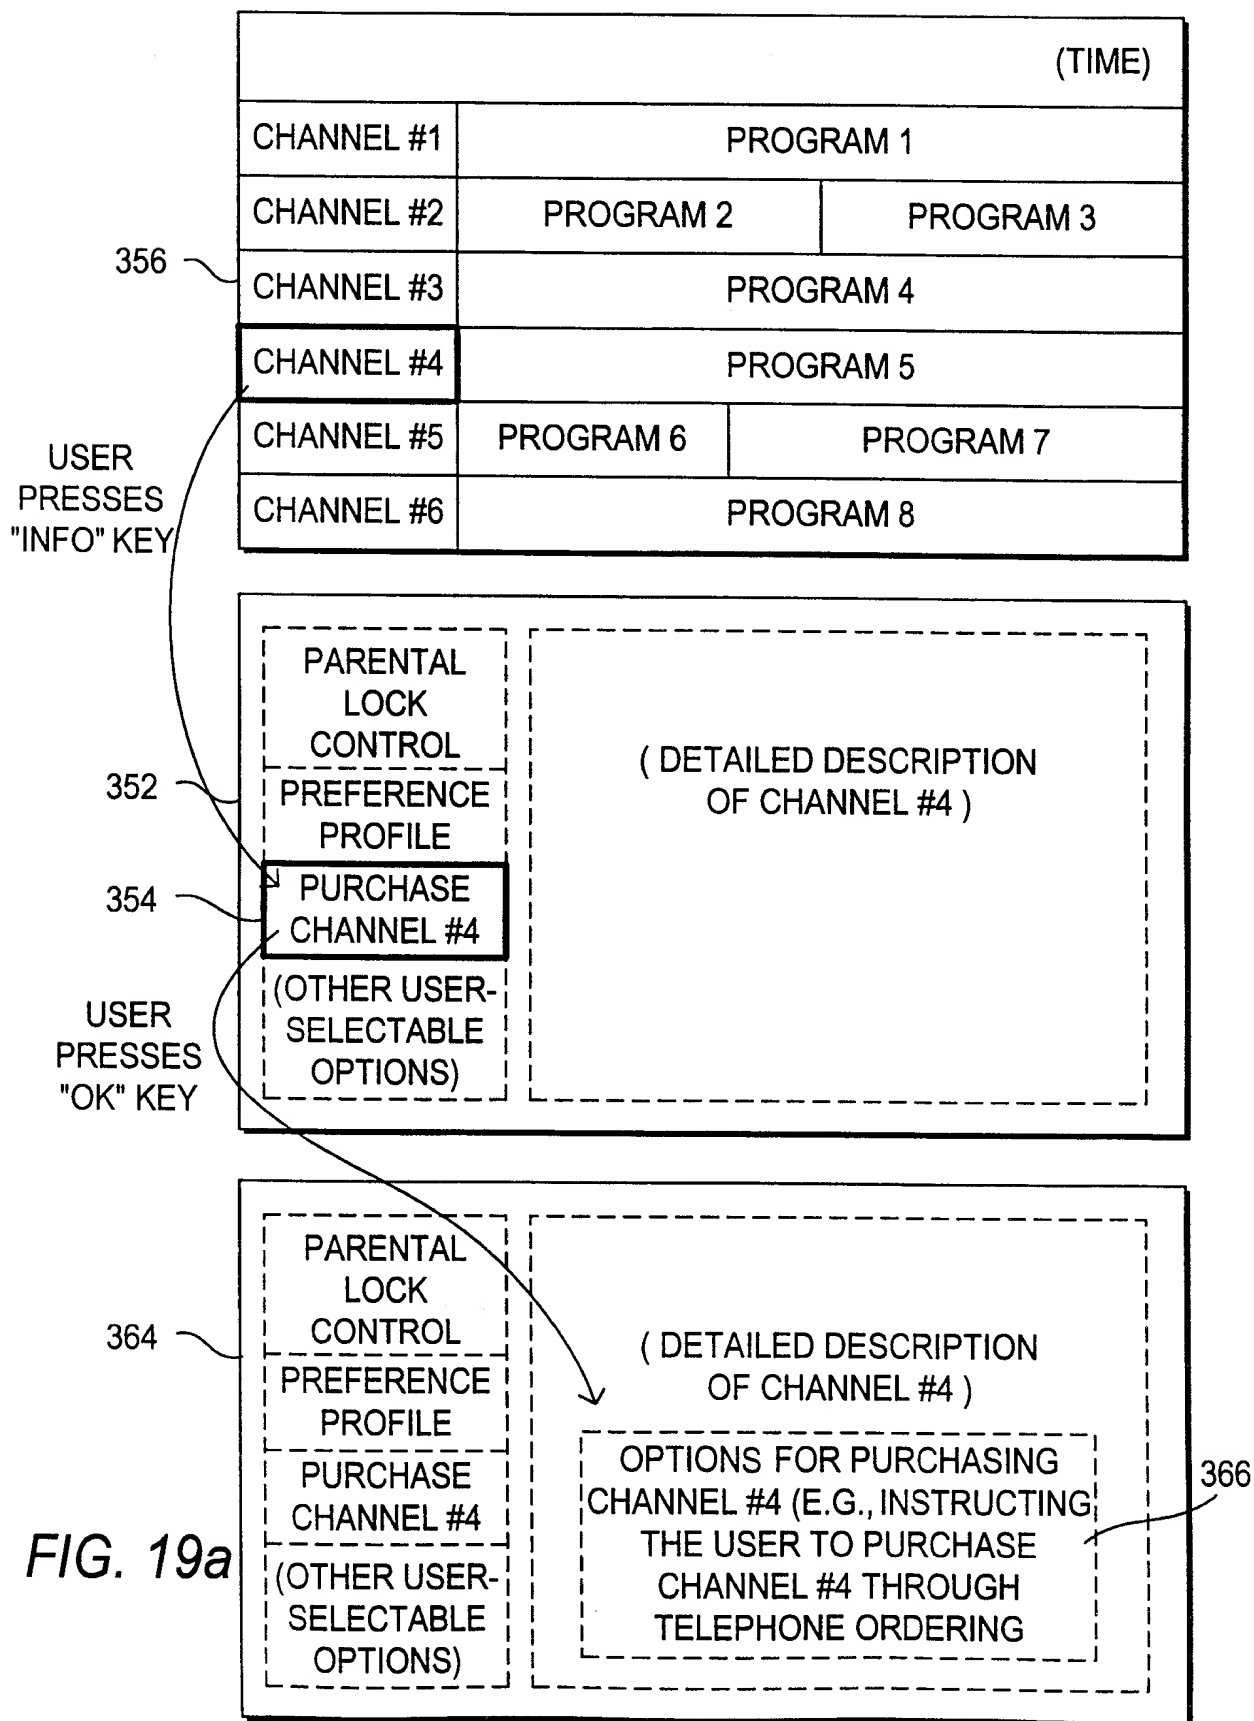 (TIME)
CHANNEL #1 PROGRAM 1
CHANNEL #2 PROGRAM 2 PROGRAM 3
356
CHANNEL #3 PROGRAM 4
CHANNEL #4 PROGRAM 5
CHANNEL #5 PROGRAM 6 PROGRAM 7
CHANNEL #6 PROGRAM 8
USER
PRESSES
"INFO" KEY
PARENTAL
LOCK
CONTROL
352
PREFERENCE
PROFILE
354
PURCHASE
CHANNEL #4
(OTHER USER-
SELECTABLE
OPTIONS)
( DETAILED DESCRIPTION
OF CHANNEL #4 )
USER
PRESSES
"OK" KEY
PARENTAL
LOCK
CONTROL
364
PREFERENCE
PROFILE
PURCHASE
CHANNEL #4
(OTHER USER-
SELECTABLE
OPTIONS)
( DETAILED DESCRIPTION
OF CHANNEL #4 )
OPTIONS FOR PURCHASING
CHANNEL #4 (E.G., INSTRUCTING
THE USER TO PURCHASE
CHANNEL #4 THROUGH
TELEPHONE ORDERING
366
FIG. 19a